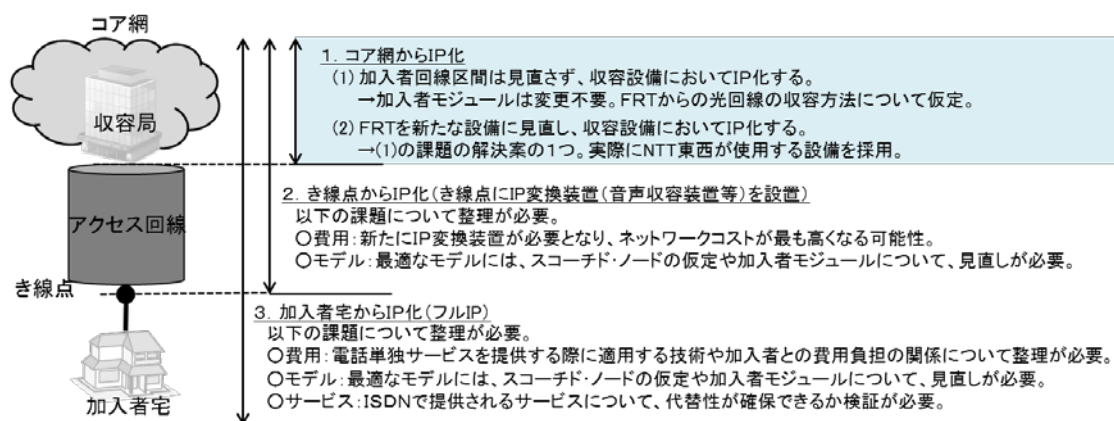 コア網
収容局
アクセス回線
き線点
加入者宅
1. コア網からIP化
(1) 加入者回線区間は見直さず、収容設備においてIP化する。
→加入者モジュールは変更不要。FRTからの光回線の収容方法について仮定。
(2) FRTを新たな設備に見直し、収容設備においてIP化する。
→(1)の課題の解決案の1つ。実際にNTT東西が使用する設備を採用。
2. き線点からIP化(き線点にIP変換装置(音声収容装置等)を設置)
以下の課題について整理が必要。
○費用:新たにIP変換装置が必要となり、ネットワークコストが最も高くなる可能性。
○モデル:最適なモデルには、スコーチド・ノードの仮定や加入者モジュールについて、見直しが必要。
3. 加入者宅からIP化(フルIP)
以下の課題について整理が必要。
○費用:電話単独サービスを提供する際に適用する技術や加入者との費用負担の関係について整理が必要。
○モデル:最適なモデルには、スコーチド・ノードの仮定や加入者モジュールについて、見直しが必要。
○サービス:ISDNで提供されるサービスについて、代替性が確保できるか検証が必要。